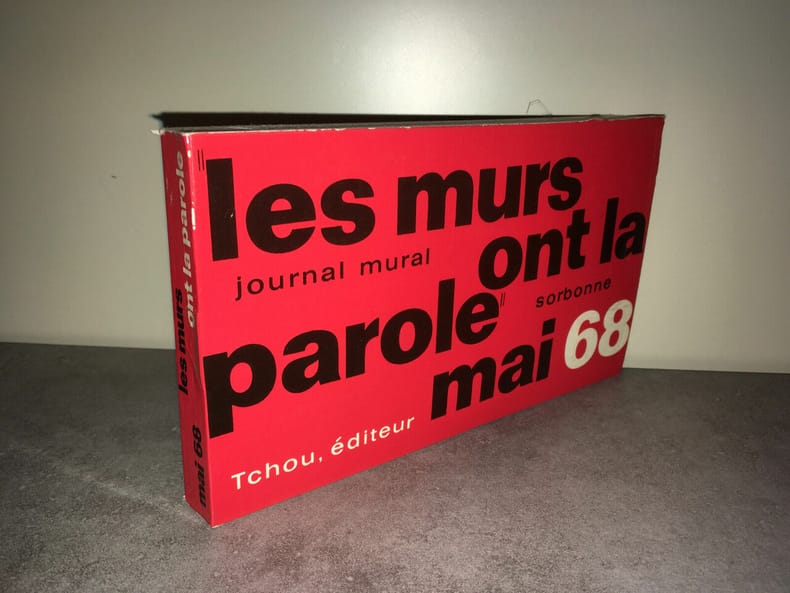 "les murs
journal mural
ont la
parole"
sorbonne
mai 68
Tchou, éditeur
les murs
ont la parole
mai 68